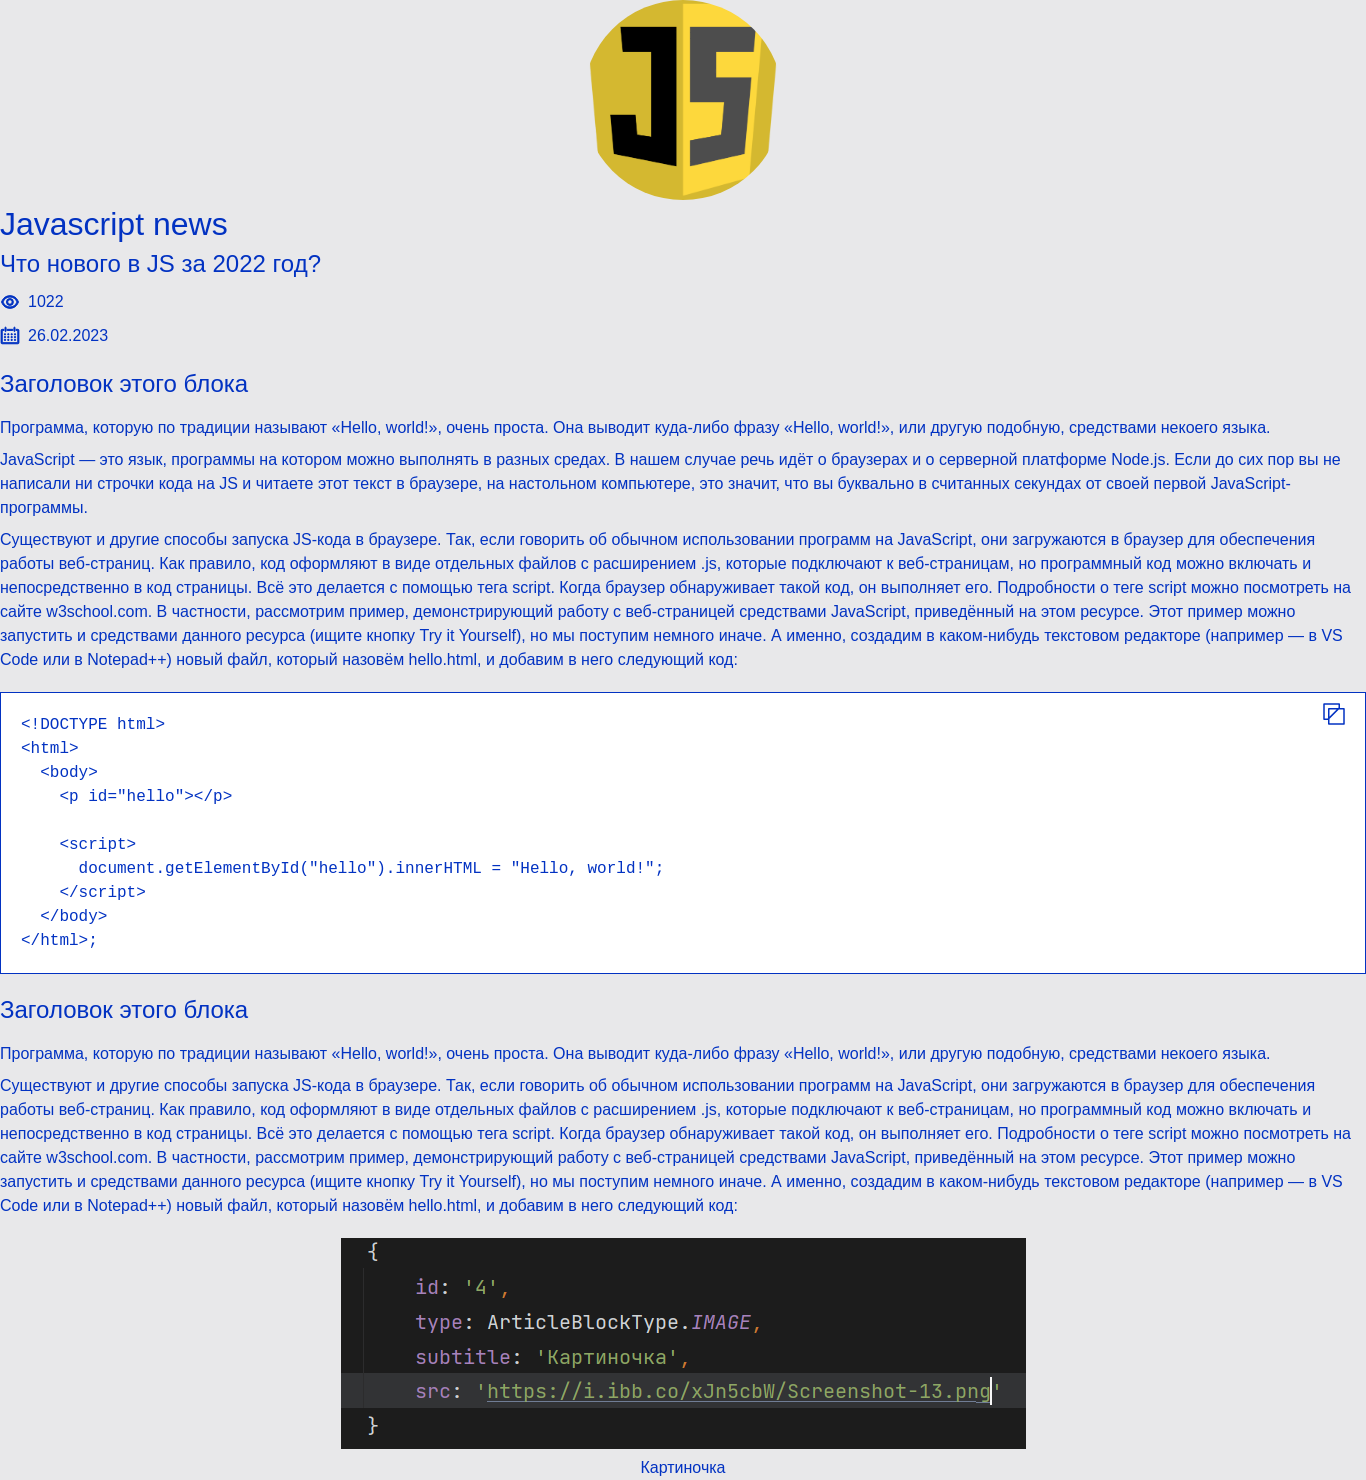 JS
Javascript news
Что нового в JS за 2022 год?
1022
26.02.2023
Заголовок этого блока
Программа, которую по традиции называют «Hello, world!», очень проста. Она выводит куда-либо фразу «Hello, world!», или другую подобную, средствами некоего языка.
JavaScript — это язык, программы на котором можно выполнять в разных средах. В нашем случае речь идёт о браузерах и о серверной платформе Node.js. Если до сих пор вы не
написали ни строчки кода на JS и читаете этот текст в браузере, на настольном компьютере, это значит, что вы буквально в считанных секундах от своей первой JavaScript-
программы.
Существуют и другие способы запуска JS-кода в браузере. Так, если говорить об обычном использовании программ на JavaScript, они загружаются в браузер для обеспечения
работы веб-страниц. Как правило, код оформляют в виде отдельных файлов с расширением .js, которые подключают к веб-страницам, но программный код можно включать и
непосредственно в код страницы. Всё это делается с помощью тега script. Когда браузер обнаруживает такой код, он выполняет его. Подробности о теге script можно посмотреть на
сайте w3school.com. В частности, рассмотрим пример, демонстрирующий работу с веб-страницей средствами JavaScript, приведённый на этом ресурсе. Этот пример можно
запустить и средствами данного ресурса (ищите кнопку Try it Yourself), но мы поступим немного иначе. А именно, создадим в каком-нибудь текстовом редакторе (например — в VS
Code или в Notepad++) новый файл, который назовём hello.html, и добавим в него следующий код:
<!DOCTYPE html>
<html>
  <body>
    <p id="hello"></p>

    <script>
      document.getElementById("hello").innerHTML = "Hello, world!";
    </script>
  </body>
</html>;
Заголовок этого блока
Программа, которую по традиции называют «Hello, world!», очень проста. Она выводит куда-либо фразу «Hello, world!», или другую подобную, средствами некоего языка.
Существуют и другие способы запуска JS-кода в браузере. Так, если говорить об обычном использовании программ на JavaScript, они загружаются в браузер для обеспечения
работы веб-страниц. Как правило, код оформляют в виде отдельных файлов с расширением .js, которые подключают к веб-страницам, но программный код можно включать и
непосредственно в код страницы. Всё это делается с помощью тега script. Когда браузер обнаруживает такой код, он выполняет его. Подробности о теге script можно посмотреть на
сайте w3school.com. В частности, рассмотрим пример, демонстрирующий работу с веб-страницей средствами JavaScript, приведённый на этом ресурсе. Этот пример можно
запустить и средствами данного ресурса (ищите кнопку Try it Yourself), но мы поступим немного иначе. А именно, создадим в каком-нибудь текстовом редакторе (например — в VS
Code или в Notepad++) новый файл, который назовём hello.html, и добавим в него следующий код:
{
    id: '4',
    type: ArticleBlockType.IMAGE,
    subtitle: 'Картиночка',
    src: 'https://i.ibb.co/xJn5cbW/Screenshot-13.png'
}
Картиночка